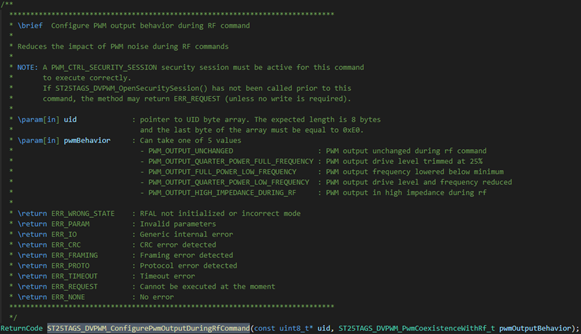 /**
*****************************************************************************
* \brief  Configure PWM output behavior during RF command
*
* Reduces the impact of PWM noise during RF commands
*
* NOTE: A PWM_CTRL_SECURITY_SESSION security session must be active for this command
*       to execute correctly.
*       If ST25TAGS_DVPWM_OpenSecuritySession() has not been called prior to this
*       command, the method may return ERR_REQUEST (unless no write is required).
*
* \param[in] uid            : pointer to UID byte array. The expected length is 8 bytes
*                             and the last byte of the array must be equal to 0xE0.
* \param[in] pwmBehavior    : Can take one of 5 values
*                             - PWM_OUTPUT_UNCHANGED                  : PWM output unchanged during rf command
*                             - PWM_OUTPUT_QUARTER_POWER_FULL_FREQUENCY : PWM output drive level trimmed at 25%
*                             - PWM_OUTPUT_FULL_POWER_LOW_FREQUENCY   : PWM output frequency lowered below minimum
*                             - PWM_OUTPUT_QUARTER_POWER_LOW_FREQUENCY : PWM output drive level and frequency reduced
*                             - PWM_OUTPUT_HIGH_IMPEDANCE_DURING_RF   : PWM output in high impedance during rf
*
* \return ERR_WRONG_STATE   : RFAL not initialized or incorrect mode
* \return ERR_PARAM         : Invalid parameters
* \return ERR_IO            : Generic internal error
* \return ERR_CRC           : CRC error detected
* \return ERR_FRAMING       : Framing error detected
* \return ERR_PROTO         : Protocol error detected
* \return ERR_TIMEOUT       : Timeout error
* \return ERR_REQUEST       : Cannot be executed at the moment
* \return ERR_NONE          : No error
*****************************************************************************
*/
ReturnCode ST25TAGS_DVPWM_ConfigurePwmOutputDuringRfCommand(const uint8_t* uid, ST25TAGS_DVPWM_PwmCoexistenceWithRf_t pwmOutputBehavior);